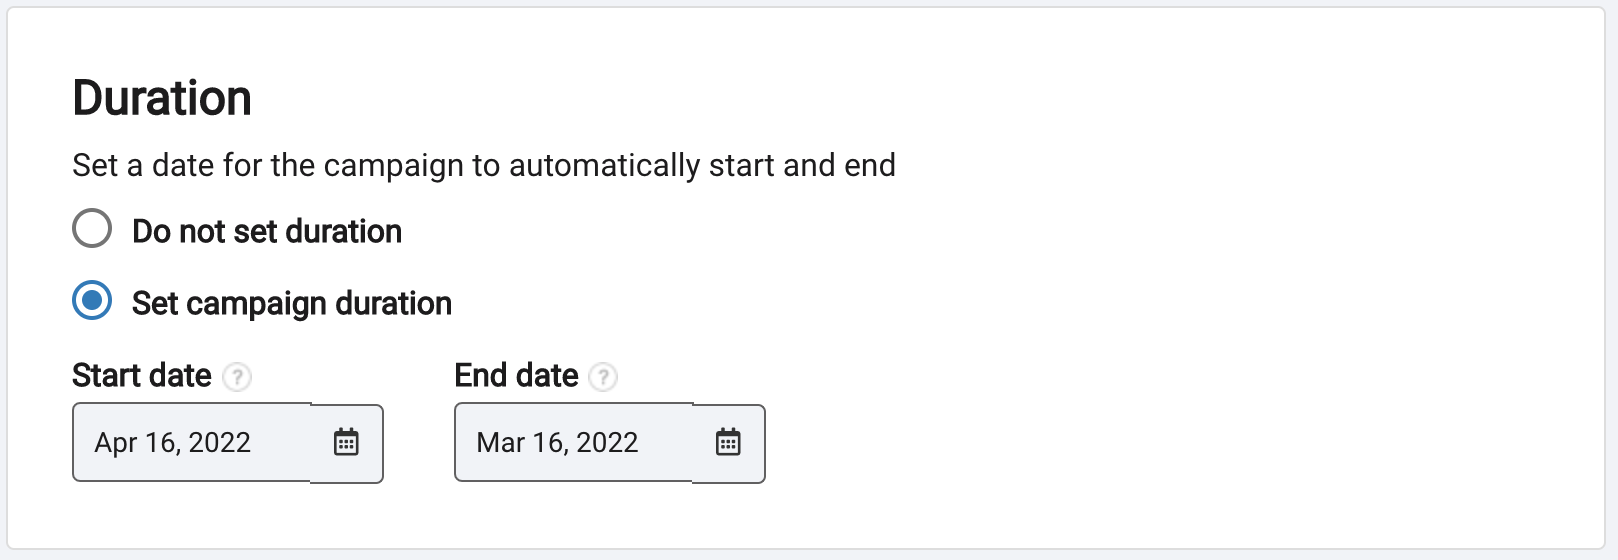 Duration
Set a date for the campaign to automatically start and end
Do not set duration
Set campaign duration
Start date ? End date ?
Apr 16, 2022 Mar 16, 2022